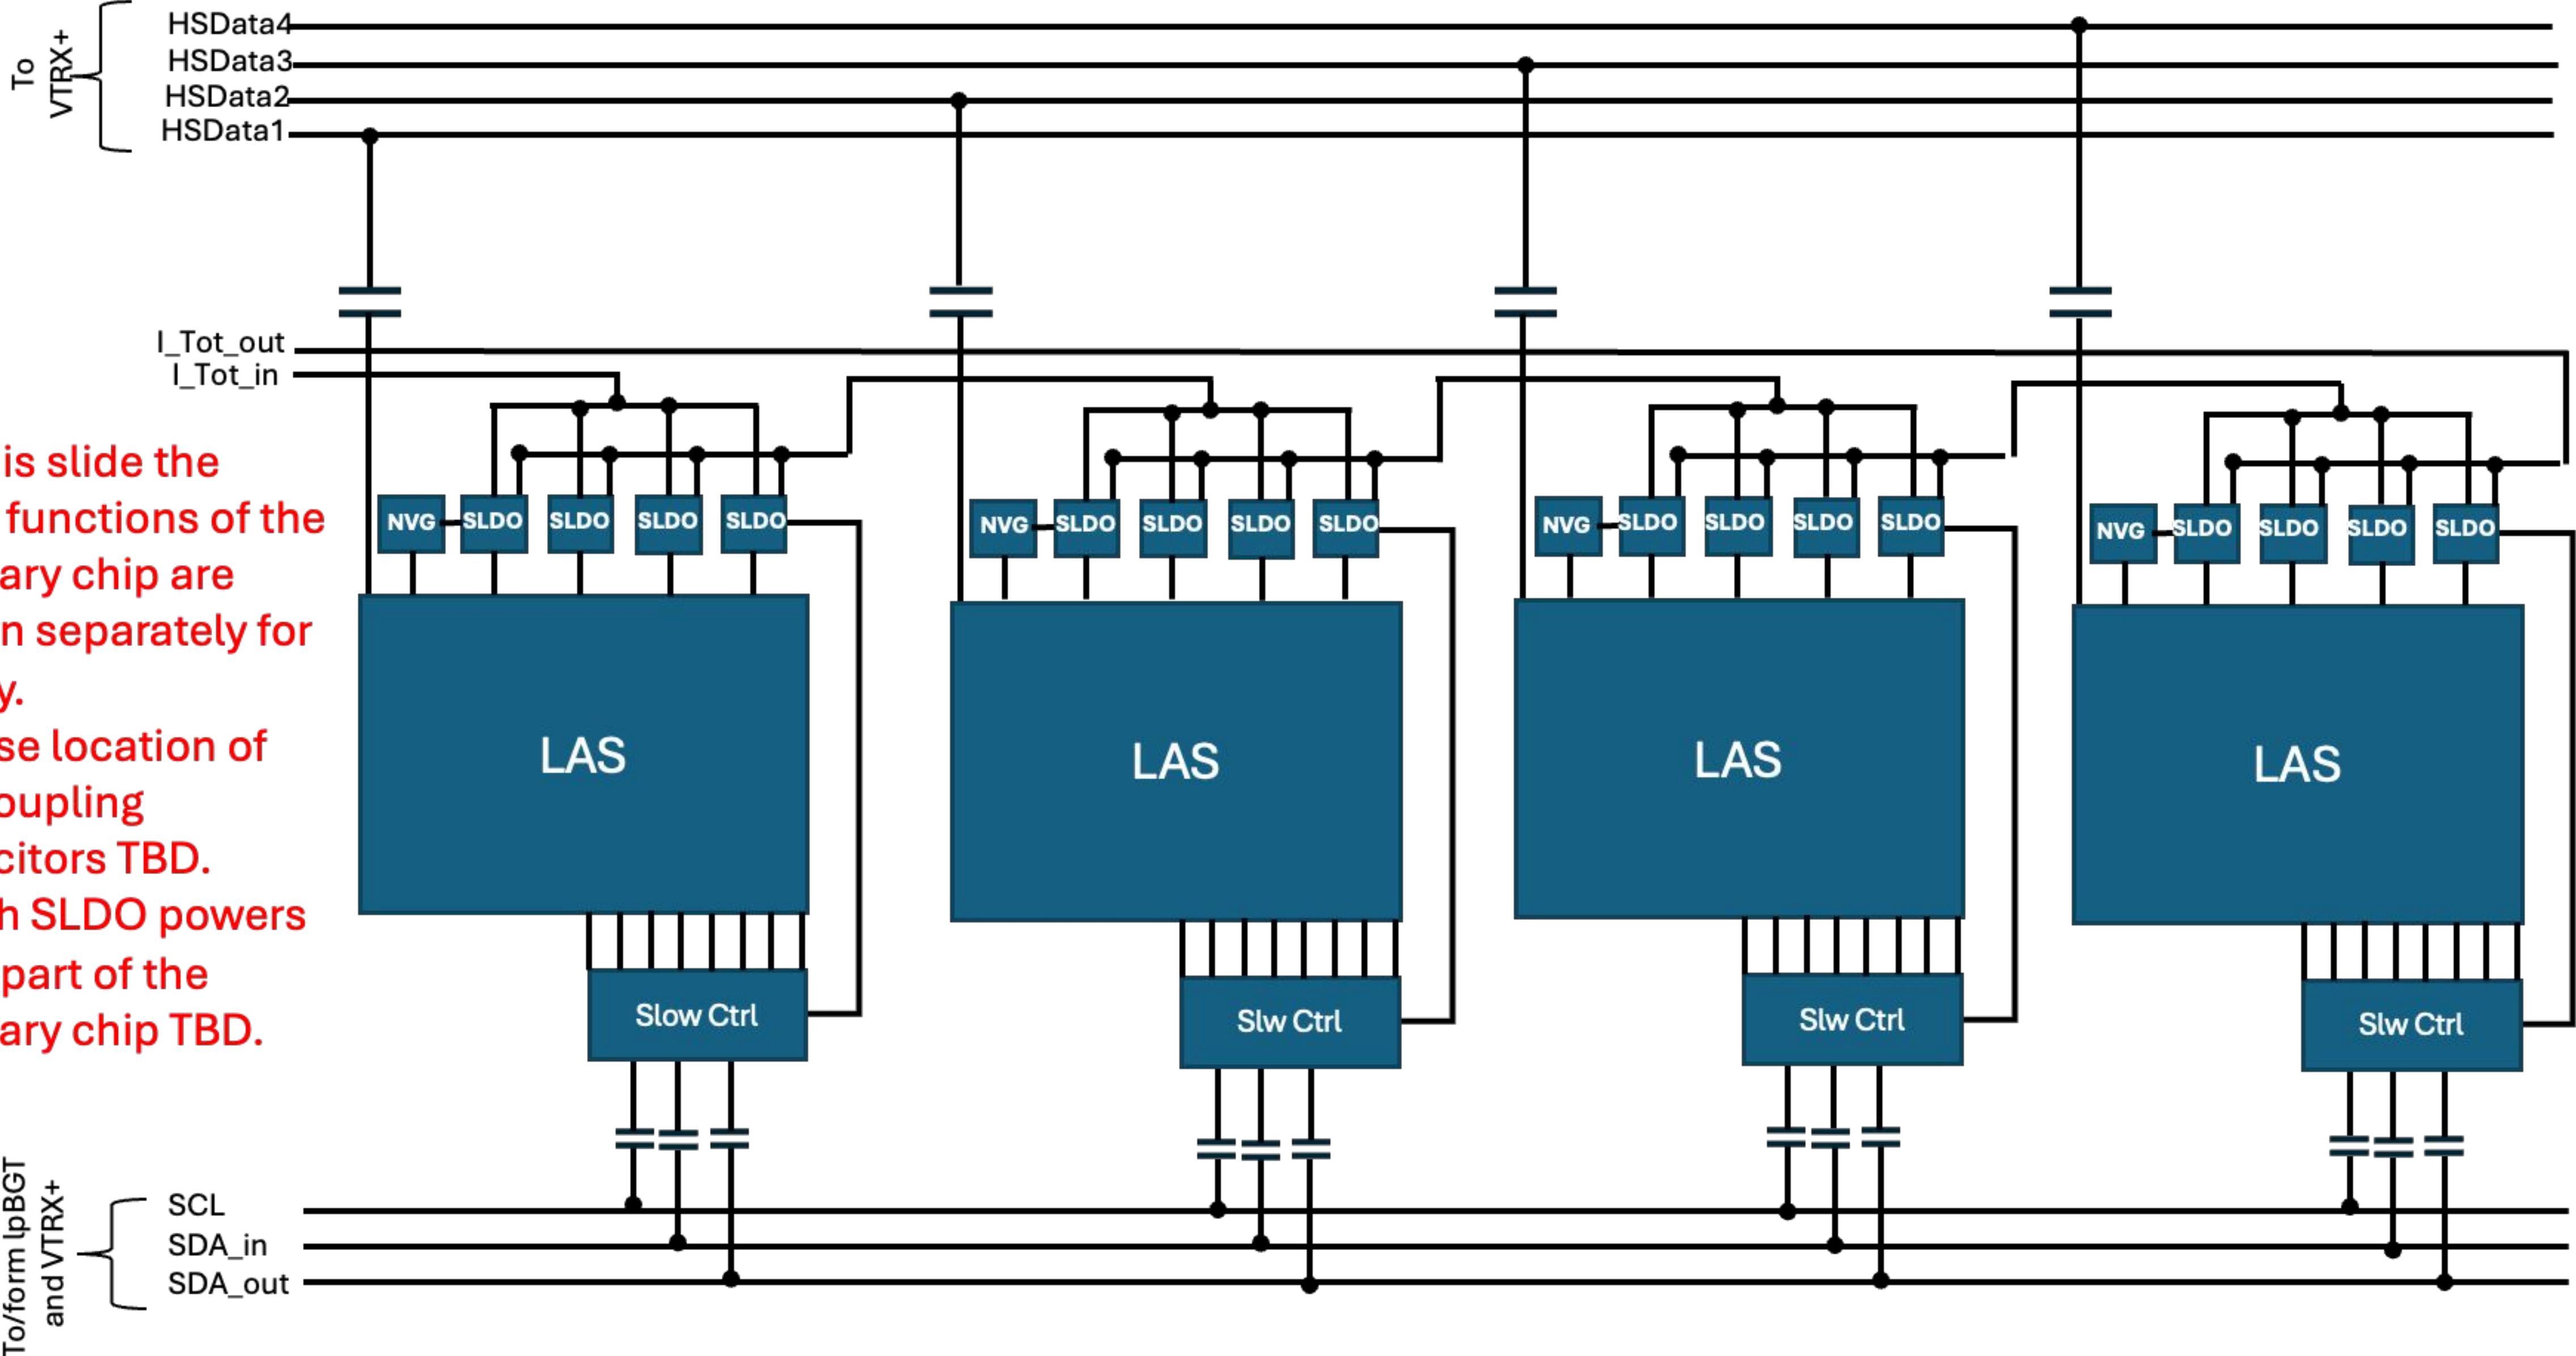 To
VTRX+
HSData4
HSData3
HSData2
HSData1
I_Tot_out
I_Tot_in
is slide the
functions of the
ary chip are
n separately for
y.
se location of
oupling
citors TBD.
h SLDO powers
part of the
ary chip TBD.
NVG SLDO SLDO SLDO SLDO
NVG SLDO SLDO SLDO SLDO
NVG SLDO SLDO SLDO SLDO
NVG SLDO SLDO SLDO SLDO
LAS
LAS
LAS
LAS
Slow Ctrl
Slw Ctrl
Slw Ctrl
Slw Ctrl
To/form lpBGT
and VTRX+
SCL
SDA_in
SDA_out